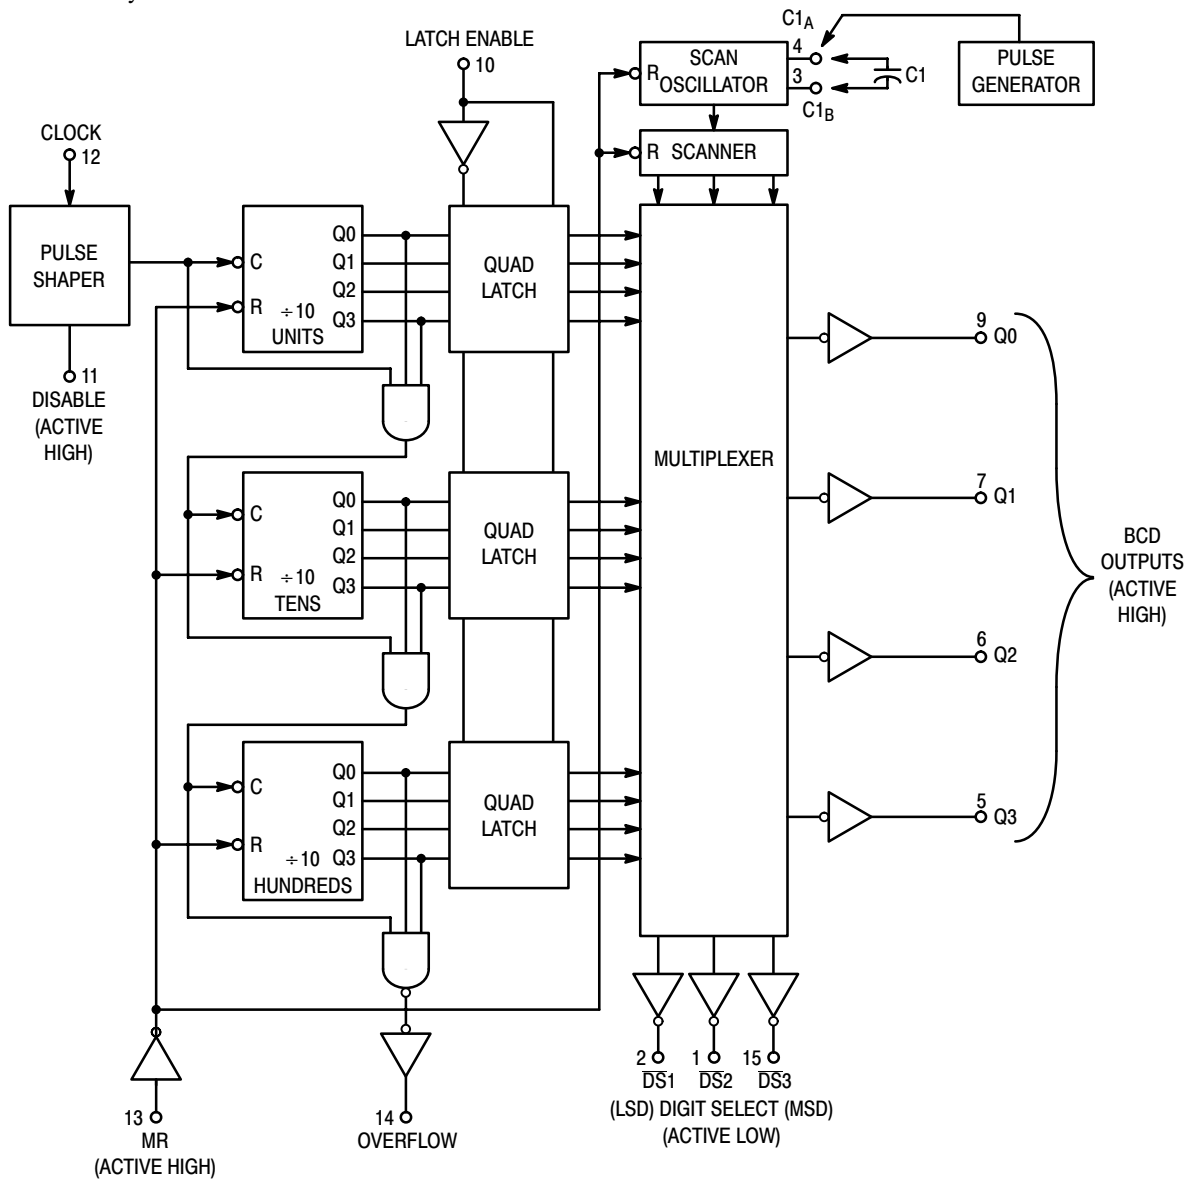 LATCH ENABLE
10
CLOCK
12
PULSE
SHAPER
11
DISABLE
(ACTIVE
HIGH)
C
R
÷10
UNITS
Q0
Q1
Q2
Q3
QUAD
LATCH
C
R
÷10
TENS
Q0
Q1
Q2
Q3
QUAD
LATCH
C
R
÷10
HUNDREDS
Q0
Q1
Q2
Q3
QUAD
LATCH
R
SCAN
OSCILLATOR
4
3
C1A
C1B
C1
PULSE
GENERATOR
R SCANNER
MULTIPLEXER
9
Q0
7
Q1
6
Q2
5
Q3
BCD
OUTPUTS
(ACTIVE
HIGH)
2
1
15
DS1
DS2
DS3
(LSD) DIGIT SELECT (MSD)
(ACTIVE LOW)
13
MR
(ACTIVE HIGH)
14
OVERFLOW